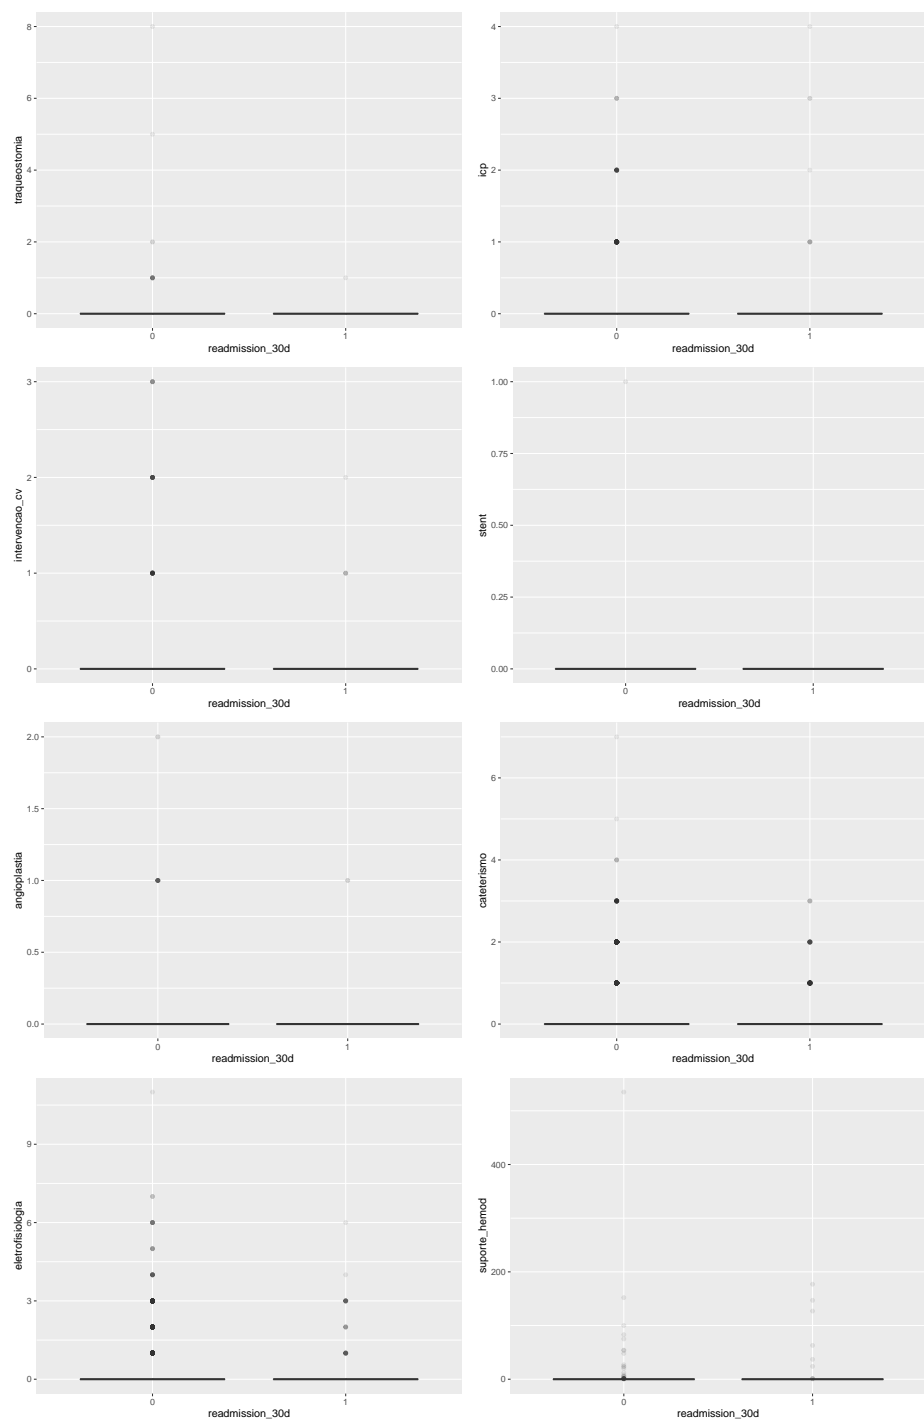 8
6
4
2
0
traqueostomia
0 1
readmission_30d
4
3
2
1
0
icp
0 1
readmission_30d
3
2
1
0
intervencao_cv
0 1
readmission_30d
1.00
0.75
0.50
0.25
0.00
stent
0 1
readmission_30d
2.0
1.5
1.0
0.5
0.0
angioplastia
0 1
readmission_30d
6
4
2
0
cateterismo
0 1
readmission_30d
9
6
3
0
eletrofisiologia
0 1
readmission_30d
400
200
0
suporte_hemod
0 1
readmission_30d